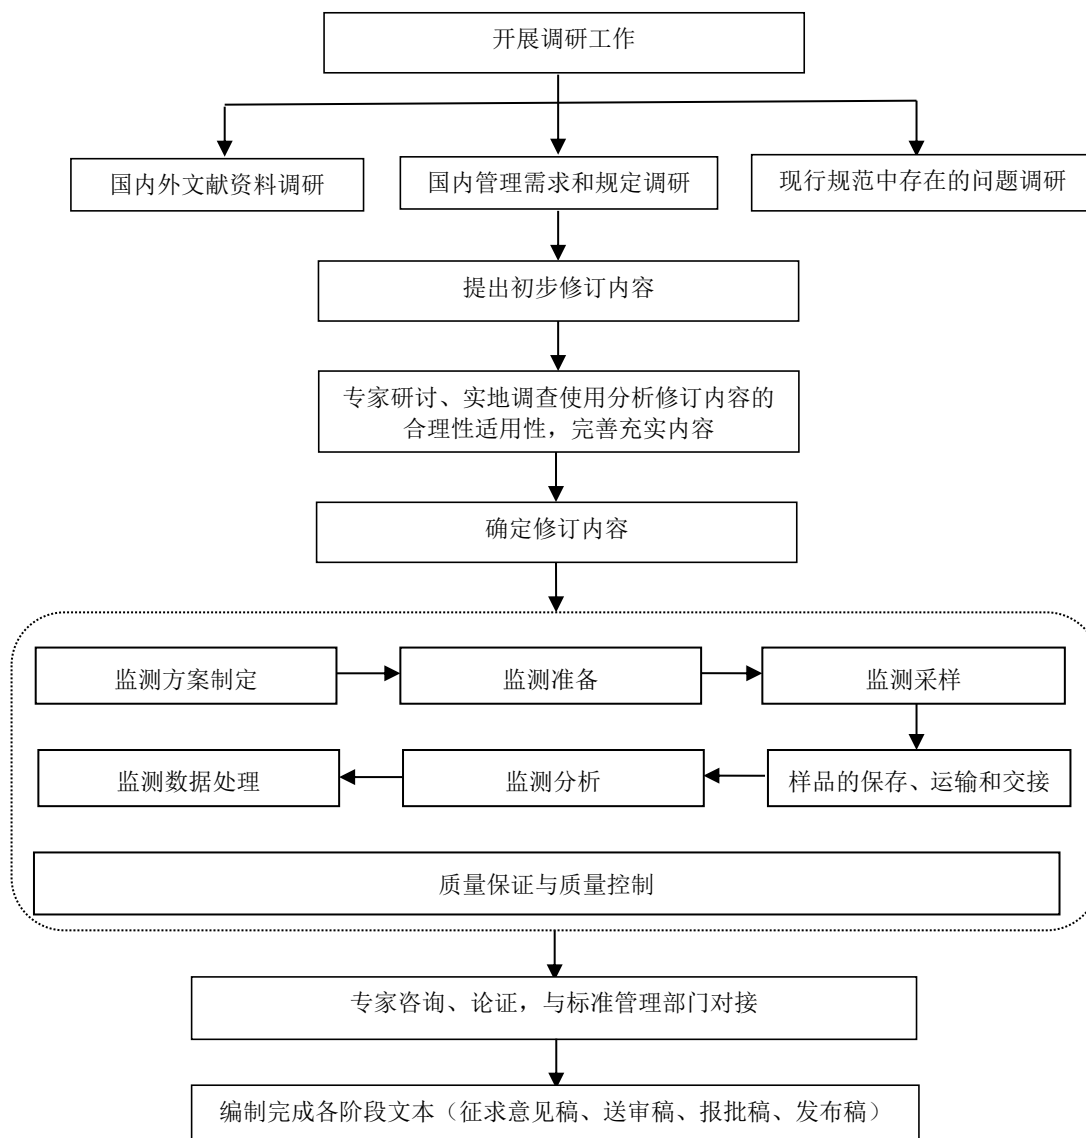 开展调研工作
国内外文献资料调研
国内管理需求和规定调研
现行规范中存在的问题调研
提出初步修订内容
专家研讨、实地调查使用分析修订内容的
合理性适用性，完善充实内容
确定修订内容
监测方案制定
监测准备
监测采样
监测数据处理
监测分析
样品的保存、运输和交接
质量保证与质量控制
专家咨询、论证，与标准管理部门对接
编制完成各阶段文本（征求意见稿、送审稿、报批稿、发布稿）